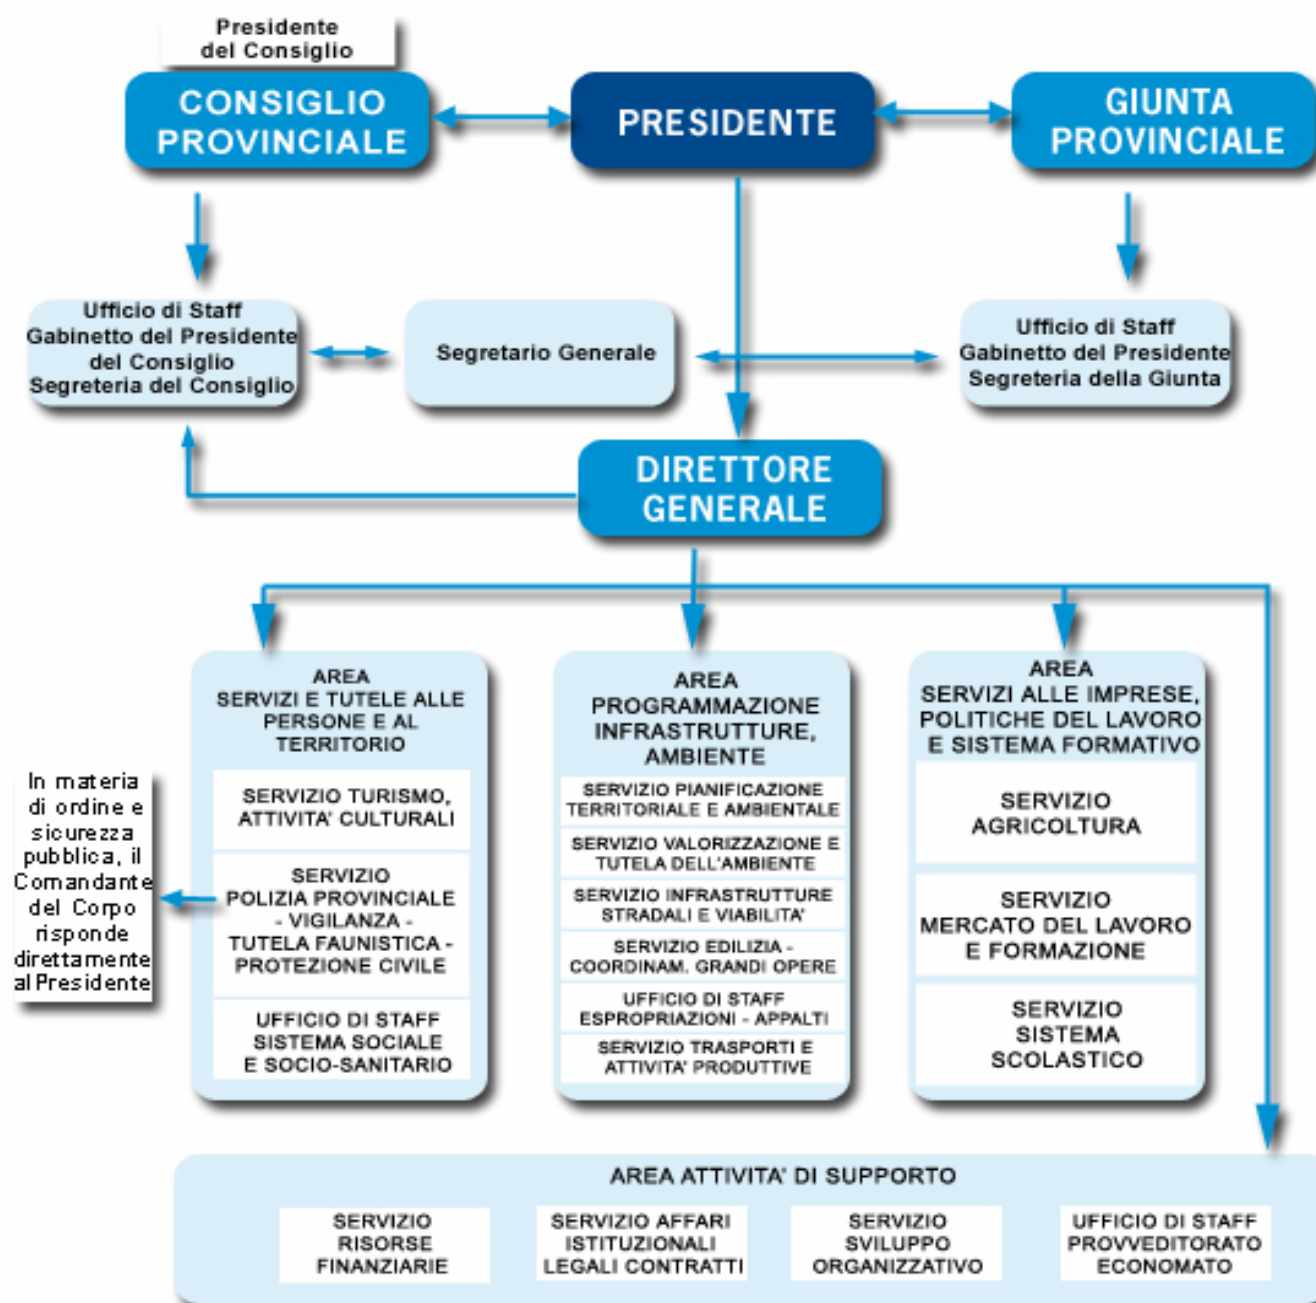 Presidente
del Consiglio
CONSIGLIO
PROVINCIALE
PRESIDENTE
GIUNTA
PROVINCIALE
Ufficio di Staff
Gabinetto del Presidente
del Consiglio
Segreteria del Consiglio
Segretario Generale
Ufficio di Staff
Gabinetto del Presidente
Segreteria della Giunta
DIRETTORE
GENERALE
AREA
SERVIZI E TUTELE ALLE
PERSONE E AL
TERRITORIO
SERVIZIO TURISMO,
ATTIVITA' CULTURALI
SERVIZIO
POLIZIA PROVINCIALE
- VIGILANZA -
TUTELA FAUNISTICA -
PROTEZIONE CIVILE
UFFICIO DI STAFF
SISTEMA SOCIALE
E SOCIO-SANITARIO
In materia
di ordine e
sicurezza
pubblica, il
Comandante
del Corpo
risponde
direttamente
al Presidente
AREA
PROGRAMMAZIONE
INFRASTRUTTURE,
AMBIENTE
SERVIZIO PIANIFICAZIONE
TERRITORIALE E AMBIENTALE
SERVIZIO VALORIZZAZIONE E
TUTELA DELL'AMBIENTE
SERVIZIO INFRASTRUTTURE
STRADALI E VIABILITA'
SERVIZIO EDILIZIA -
COORDINAM. GRANDI OPERE
UFFICIO DI STAFF
ESPROPRIAZIONI - APPALTI
SERVIZIO TRASPORTI E
ATTIVITA' PRODUTTIVE
AREA
SERVIZI ALLE IMPRESE,
POLITICHE DEL LAVORO
E SISTEMA FORMATIVO
SERVIZIO
AGRICOLTURA
SERVIZIO
MERCATO DEL LAVORO
E FORMAZIONE
SERVIZIO
SISTEMA
SCOLASTICO
AREA ATTIVITA' DI SUPPORTO
SERVIZIO
RISORSE
FINANZIARIE
SERVIZIO AFFARI
ISTITUZIONALI
LEGALI CONTRATTI
SERVIZIO
SVILUPPO
ORGANIZZATIVO
UFFICIO DI STAFF
PROVVEDITORATO
ECONOMATO